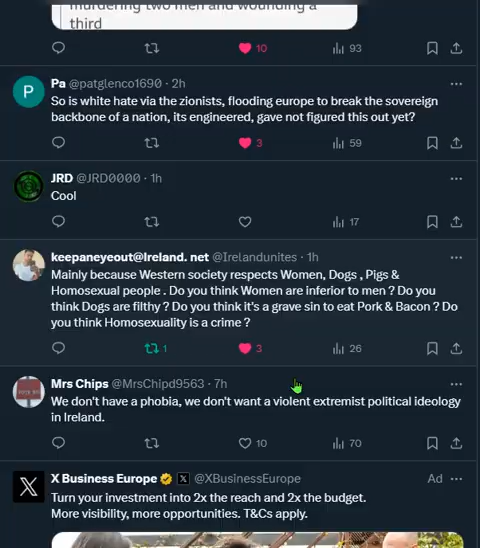 murdering two men and wounding a
third
10 93
Pa @patglenco1690 · 2h
So is white hate via the zionists, flooding europe to break the sovereign
backbone of a nation, its engineered, gave not figured this out yet?
3 59
JRD @JRD0000 · 1h
Cool
17
keepaneyeout@Ireland. net @Irelandunites · 1h
Mainly because Western society respects Women, Dogs , Pigs &
Homosexual people . Do you think Women are inferior to men ? Do you
think Dogs are filthy ? Do you think it's a grave sin to eat Pork & Bacon ? Do
you think Homosexuality is a crime ?
1 3 26
Mrs Chips @MrsChipd9563 · 7h
We don't have a phobia, we don't want a violent extremist political ideology
in Ireland.
10 70
X Business Europe @XBusinessEurope Ad
Turn your investment into 2x the reach and 2x the budget.
More visibility, more opportunities. T&Cs apply.